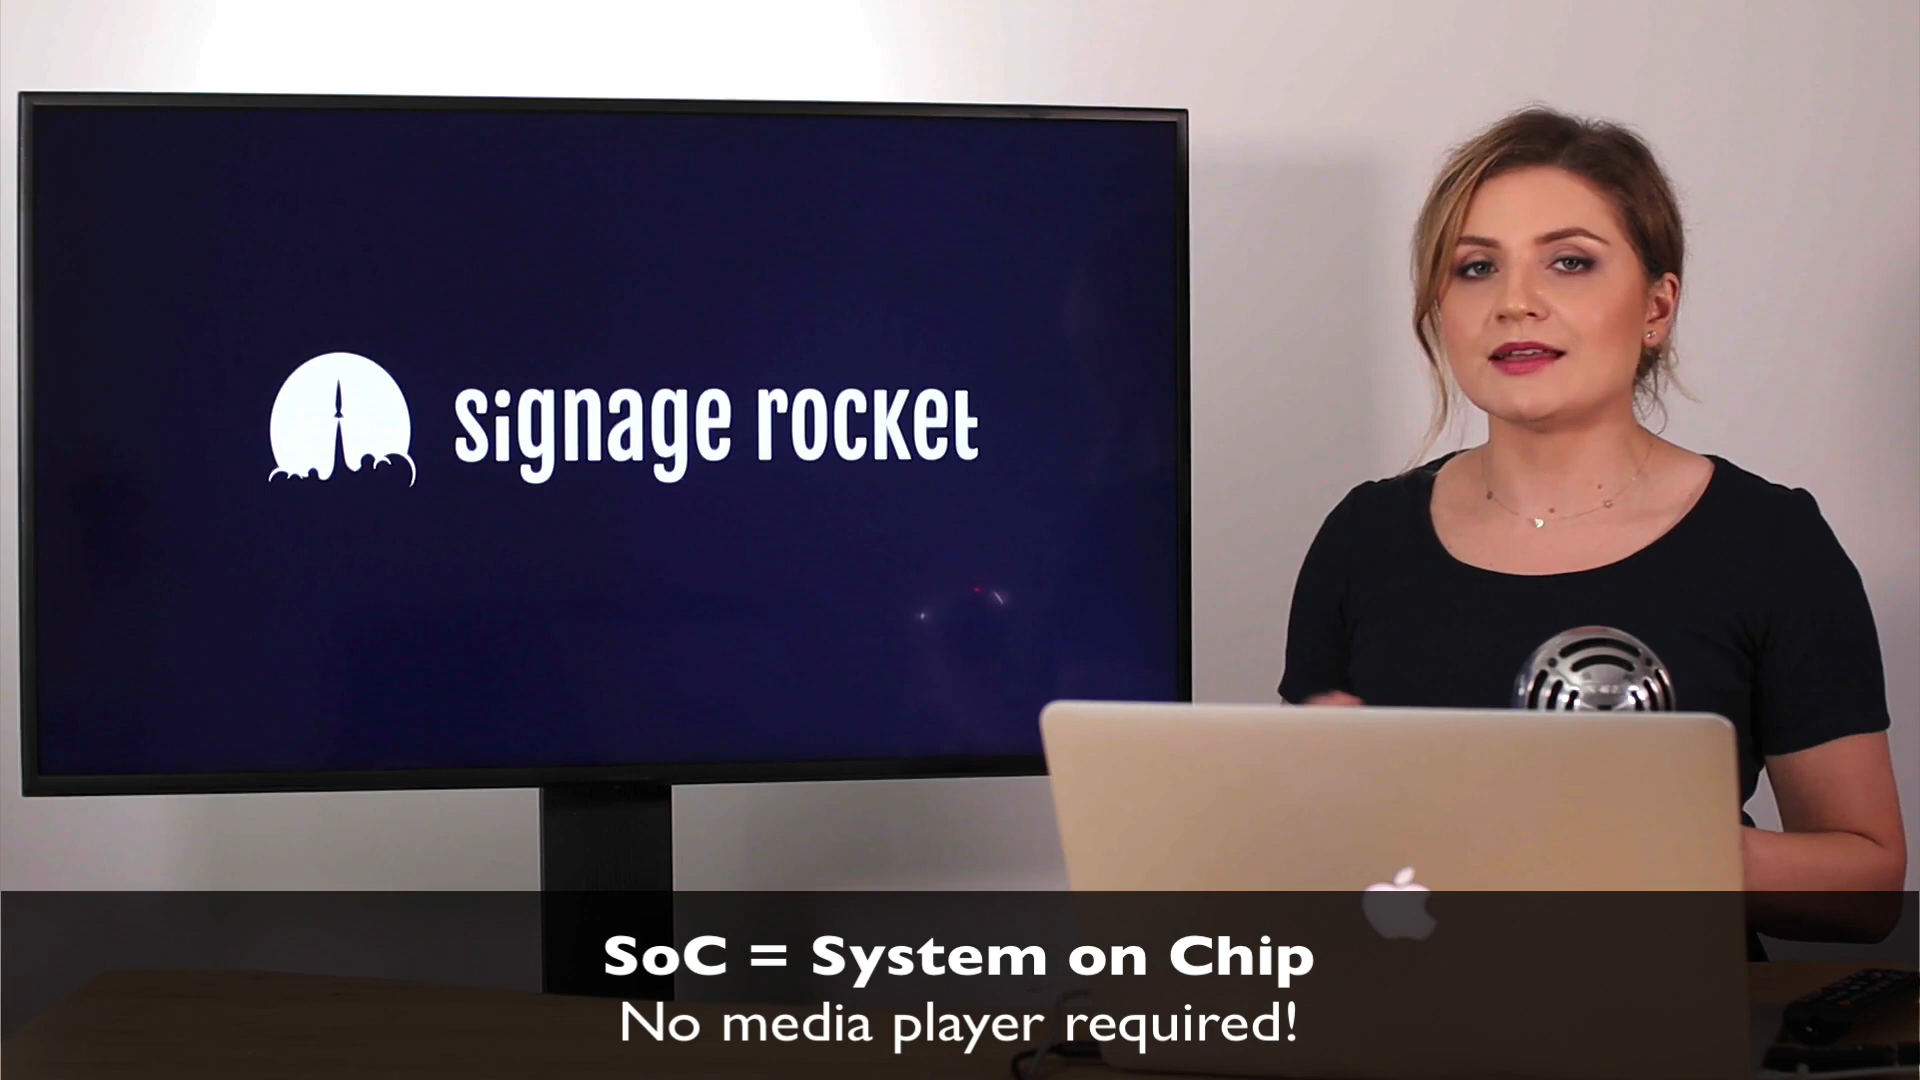 signage rocket
SoC = System on Chip
No media player required!